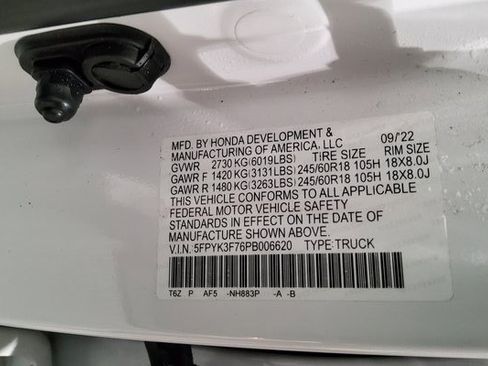 MFD. BY HONDA DEVELOPMENT & 09/'22
MANUFACTURING OF AMERICA, LLC
GVWR 2730 KG(6019LBS) TIRE SIZE RIM SIZE
GAWR F 1420 KG(3131LBS) 245/60R18 105H 18X8.0J
GAWR R 1480 KG(3263LBS) 245/60R18 105H 18X8.0J
THIS VEHICLE CONFORMS TO ALL APPLICABLE
FEDERAL MOTOR VEHICLE SAFETY
STANDARDS IN EFFECT ON THE DATE OF
MANUFACTURE SHOWN ABOVE.
V.I.N. 5FPYK3F76PB006620 TYPE:TRUCK
T6Z P AF5 -NH883P -A -B